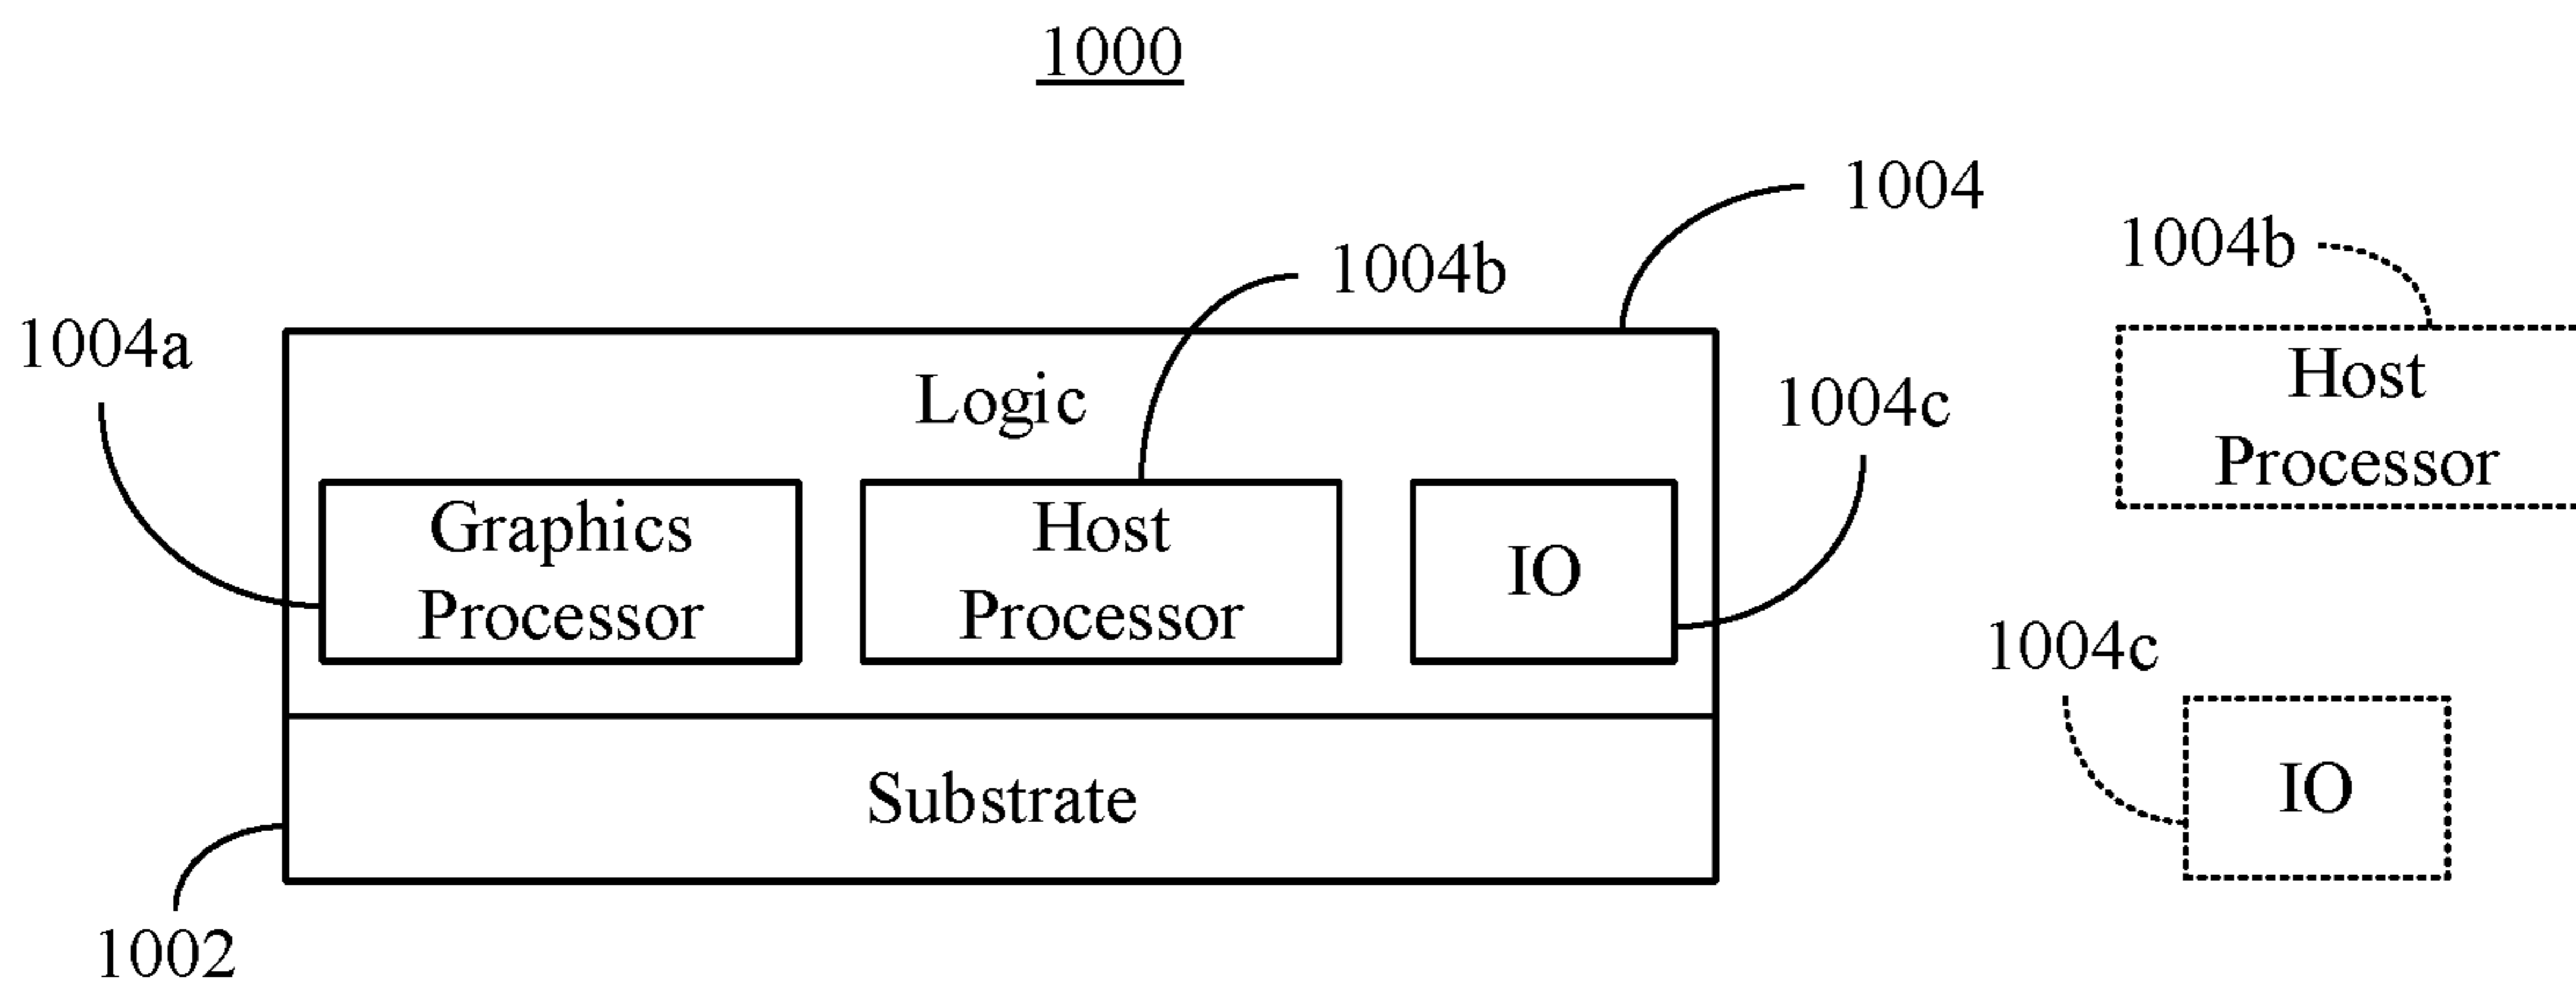 1000
1004
1004b
1004b
1004a
Logic
1004c
Host
Processor
Graphics
Processor
Host
Processor
IO
1004c
IO
Substrate
1002